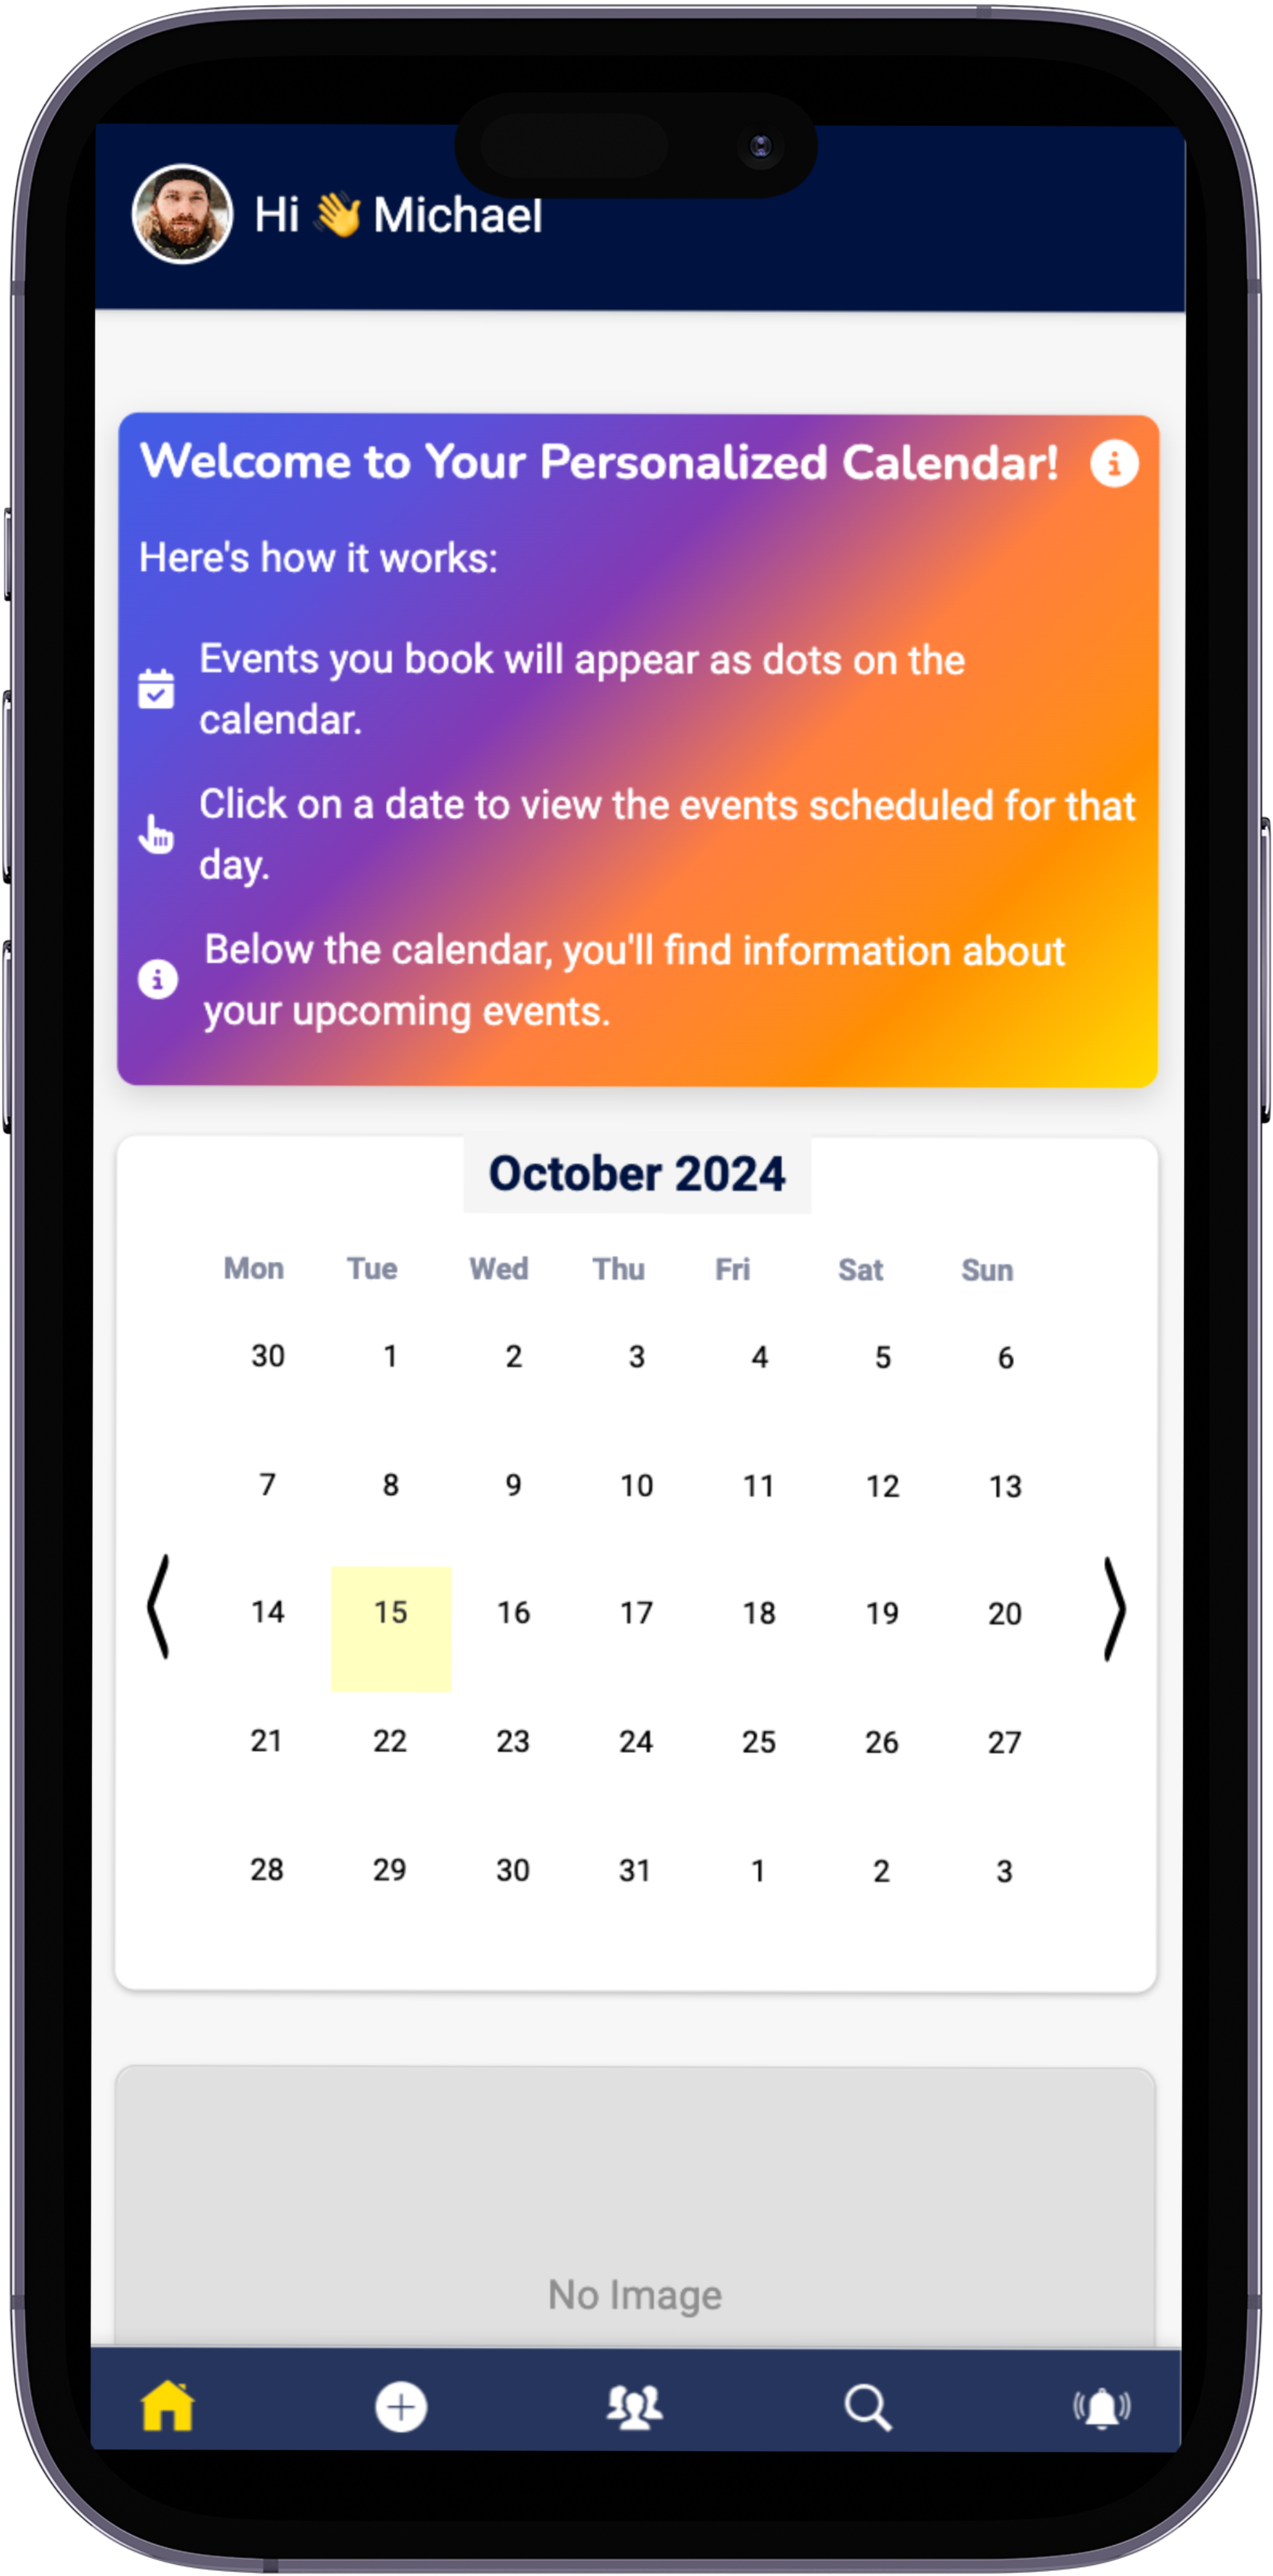 Hi 👋 Michael
Welcome to Your Personalized Calendar!
Here's how it works:
Events you book will appear as dots on the
calendar.
Click on a date to view the events scheduled for that
day.
Below the calendar, you'll find information about
your upcoming events.
October 2024
Mon Tue Wed Thu Fri Sat Sun
30 1 2 3 4 5 6
7 8 9 10 11 12 13
14 15 16 17 18 19 20
21 22 23 24 25 26 27
28 29 30 31 1 2 3
No Image